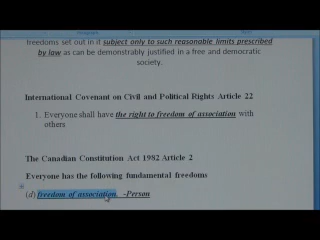 freedoms set out in it subject only to such reasonable limits prescribed
by law as can be demonstrably justified in a free and democratic
society.
International Covenant on Civil and Political Rights Article 22
1. Everyone shall have the right to freedom of association with
others
The Canadian Constitution Act 1982 Article 2
Everyone has the following fundamental freedoms
(d) freedom of association. -Person